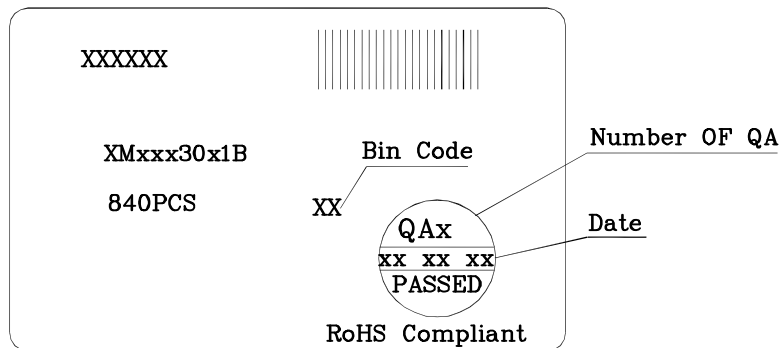 XXXXXX
XMxxx30x1B
Bin Code
Number OF QA
840PCS
XX
QAx
Date
xx xx xx
PASSED
RoHS Compliant